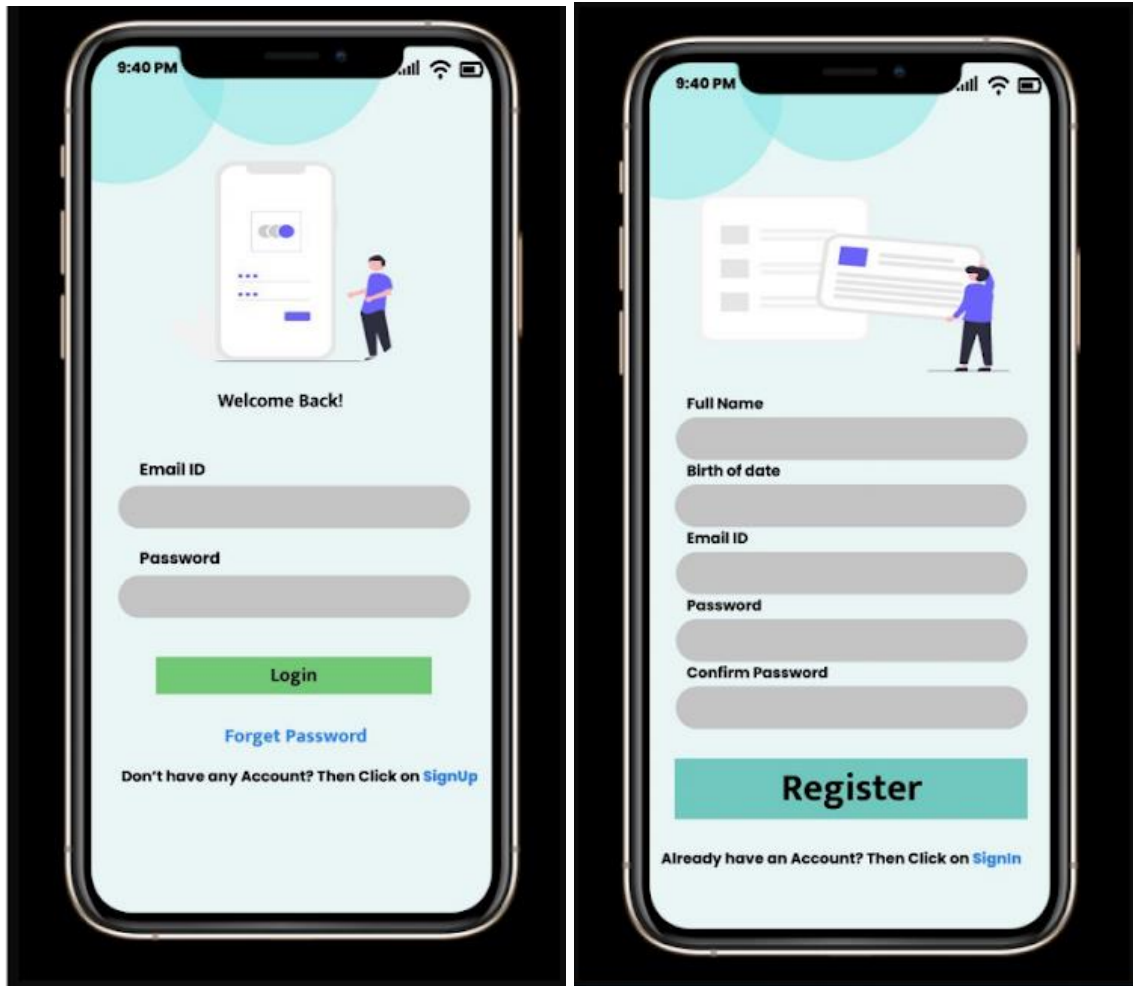 9:40 PM
Welcome Back!
Email ID
Password
Login
Forget Password
Don't have any Account? Then Click on SignUp
9:40 PM
Full Name
Birth of date
Email ID
Password
Confirm Password
Register
Already have an Account? Then Click on SignIn